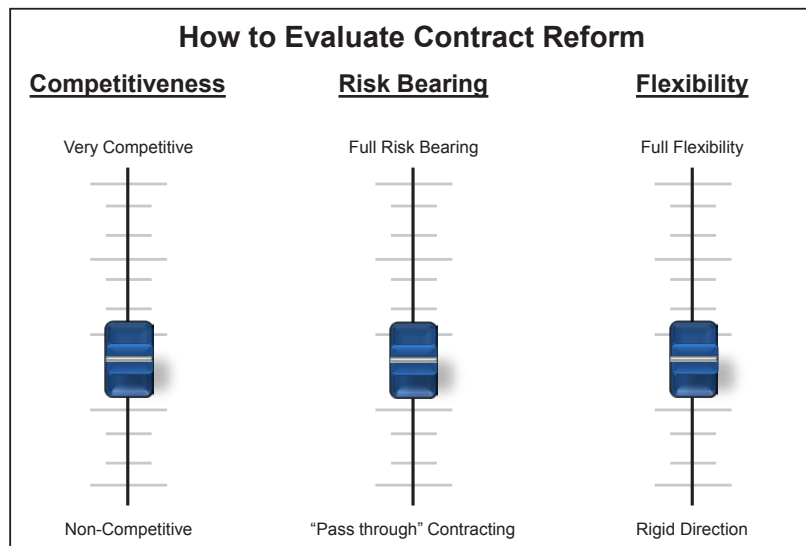 How to Evaluate Contract Reform
Competitiveness
Risk Bearing
Flexibility
Very Competitive
Full Risk Bearing
Full Flexibility
Non-Competitive
“Pass through” Contracting
Rigid Direction